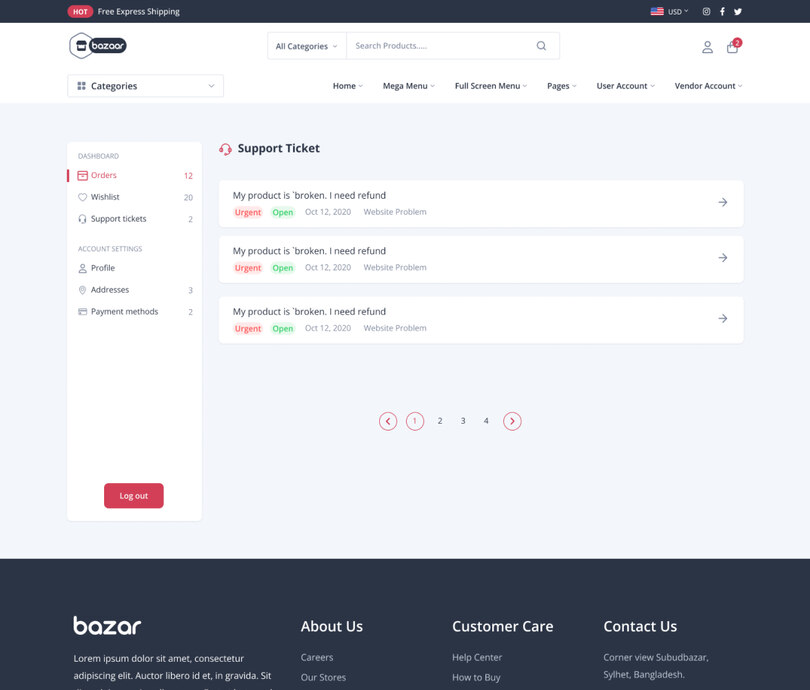 HOT Free Express Shipping USD
bazaar All Categories Search Products..... 2
Categories Home Mega Menu Full Screen Menu Pages User Account Vendor Account
DASHBOARD
Orders 12
Wishlist 20
Support tickets 2
ACCOUNT SETTINGS
Profile
Addresses 3
Payment methods 2
Log out
Support Ticket
My product is `broken. I need refund
Urgent Open Oct 12, 2020 Website Problem
My product is `broken. I need refund
Urgent Open Oct 12, 2020 Website Problem
My product is `broken. I need refund
Urgent Open Oct 12, 2020 Website Problem
1 2 3 4
bazar
Lorem ipsum dolor sit amet, consectetur
adipiscing elit. Auctor libero id et, in gravida. Sit
About Us
Careers
Our Stores
Customer Care
Help Center
How to Buy
Contact Us
Corner view Subudbazar,
Sylhet, Bangladesh.